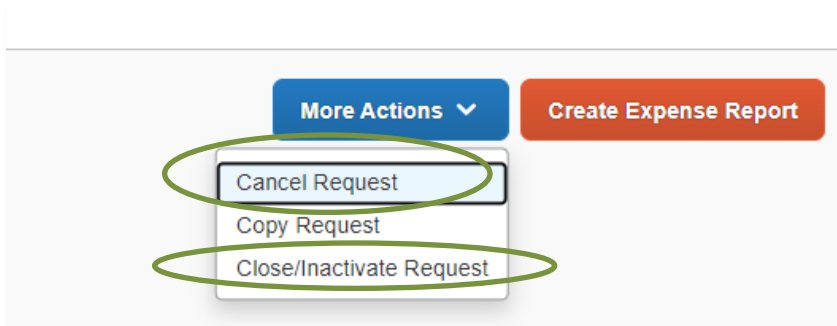 More Actions
Create Expense Report
Cancel Request
Copy Request
Close/Inactivate Request